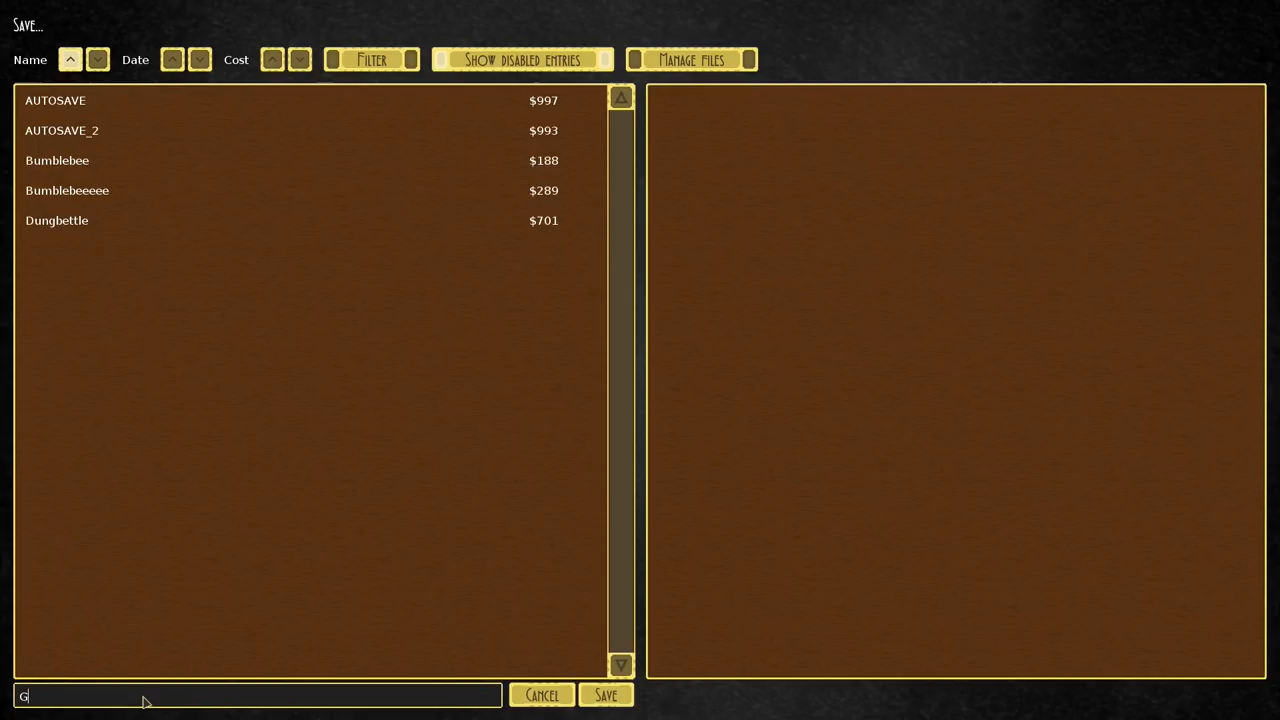 Save...
Name Date Cost Filter Show disabled entries Manage files
AUTOSAVE $997
AUTOSAVE_2 $993
Bumblebee $188
Bumblebeeeee $289
Dungbettle $701
G Cancel Save